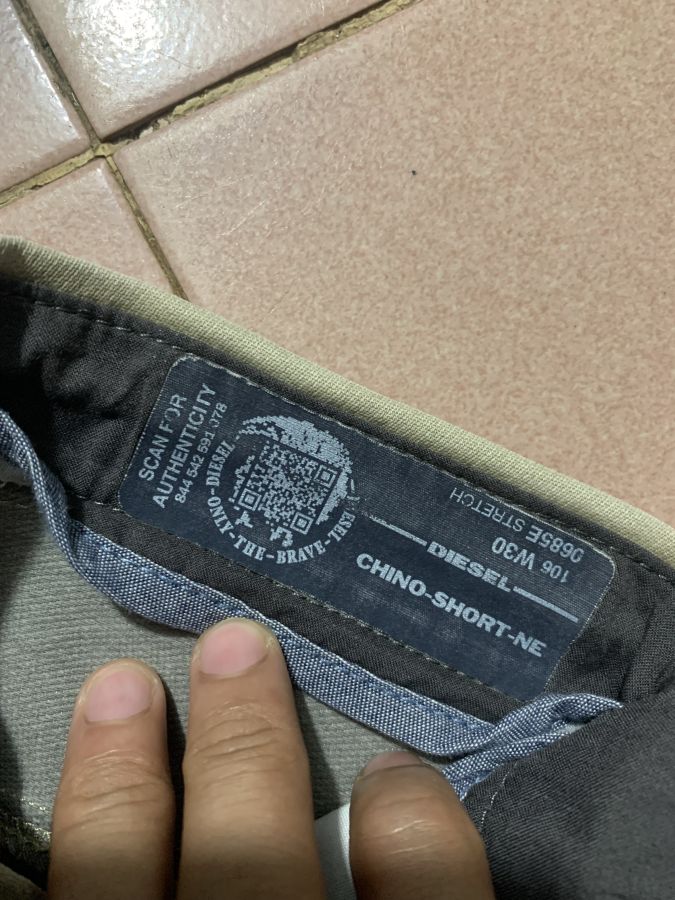 SCAN FOR
AUTHENTICITY
844 542 591 078
DIESEL
ONLY-THE-BRAVE
DIESEL
CHINO-SHORT-NE
106 W30
0685E STRETCH